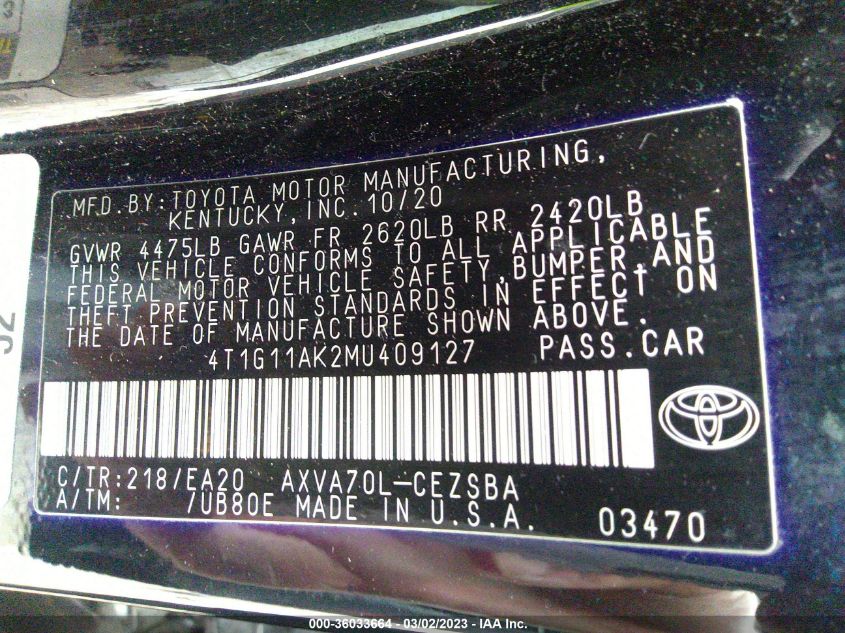 MFD.BY:TOYOTA MOTOR MANUFACTURING,
KENTUCKY,INC.10/20
GVWR 4475LB GAWR FR 2620LB RR 2420LB
THIS VEHICLE CONFORMS TO ALL APPLICABLE
FEDERAL MOTOR VEHICLE SAFETY,BUMPER,AND
THEFT PREVENTION STANDARDS IN EFFECT ON
THE DATE OF MANUFACTURE SHOWN ABOVE.
4T1G11AK2MU409127 PASS.CAR
C/TR:218/EA20 AXVA70L-CEZSBA
A/TM: /UB80E MADE IN U.S.A. 03470
000-36033664 - 03/02/2023 - IAA Inc.